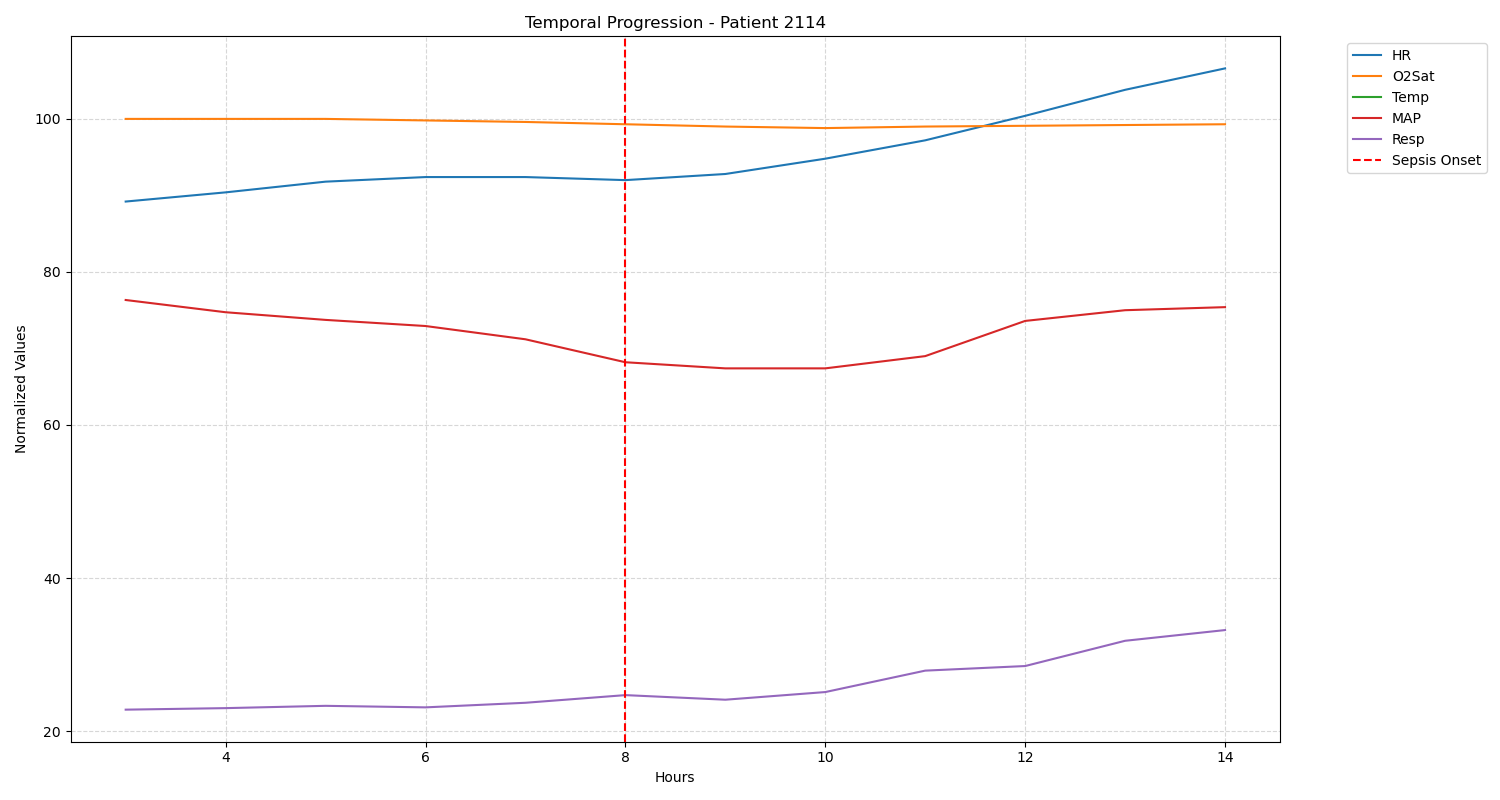 Temporal Progression - Patient 2114
HR
O2Sat
Temp
MAP
Resp
Sepsis Onset
Normalized Values
100
80
60
40
20
4 6 8 10 12 14
Hours